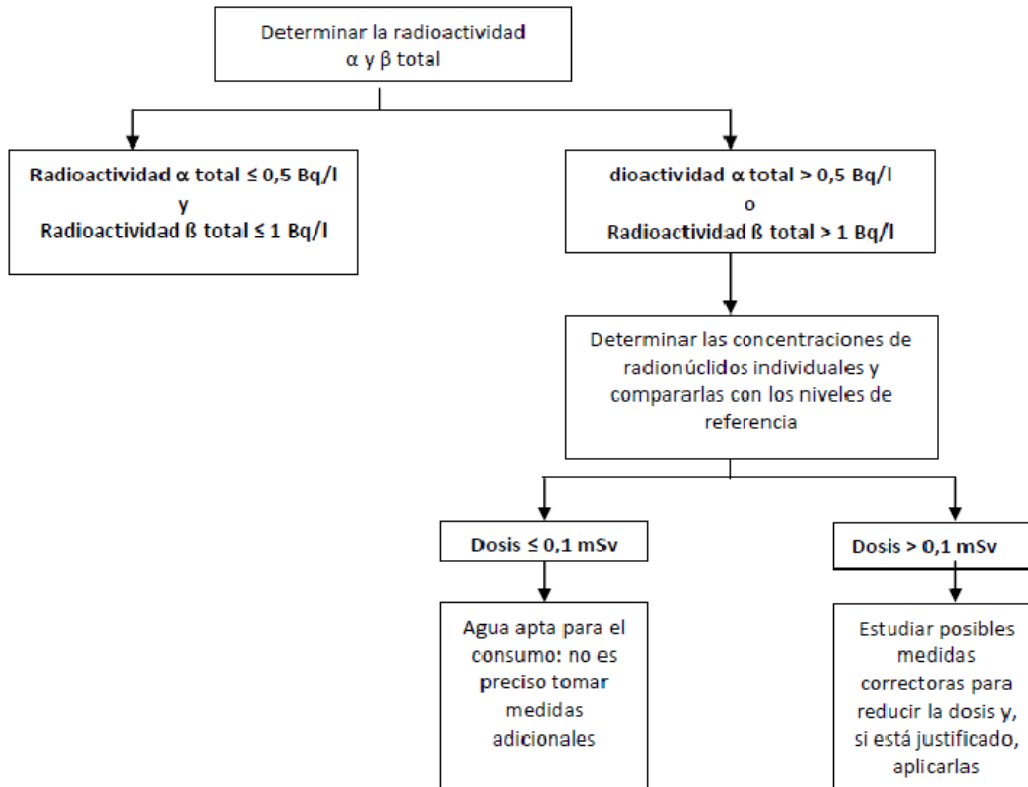 Determinar la radioactividad
α y β total
Radioactividad α total ≤ 0,5 Bq/l
y
Radioactividad ß total ≤ 1 Bq/l
dioactividad α total > 0,5 Bq/l
o
Radioactividad ß total > 1 Bq/l
Determinar las concentraciones de
radionúclidos individuales y
compararlas con los niveles de
referencia
Dosis ≤ 0,1 mSv
Dosis > 0,1 mSv
Agua apta para el
consumo: no es
preciso tomar
medidas
adicionales
Estudiar posibles
medidas
correctoras para
reducir la dosis y,
si está justificado,
aplicarlas